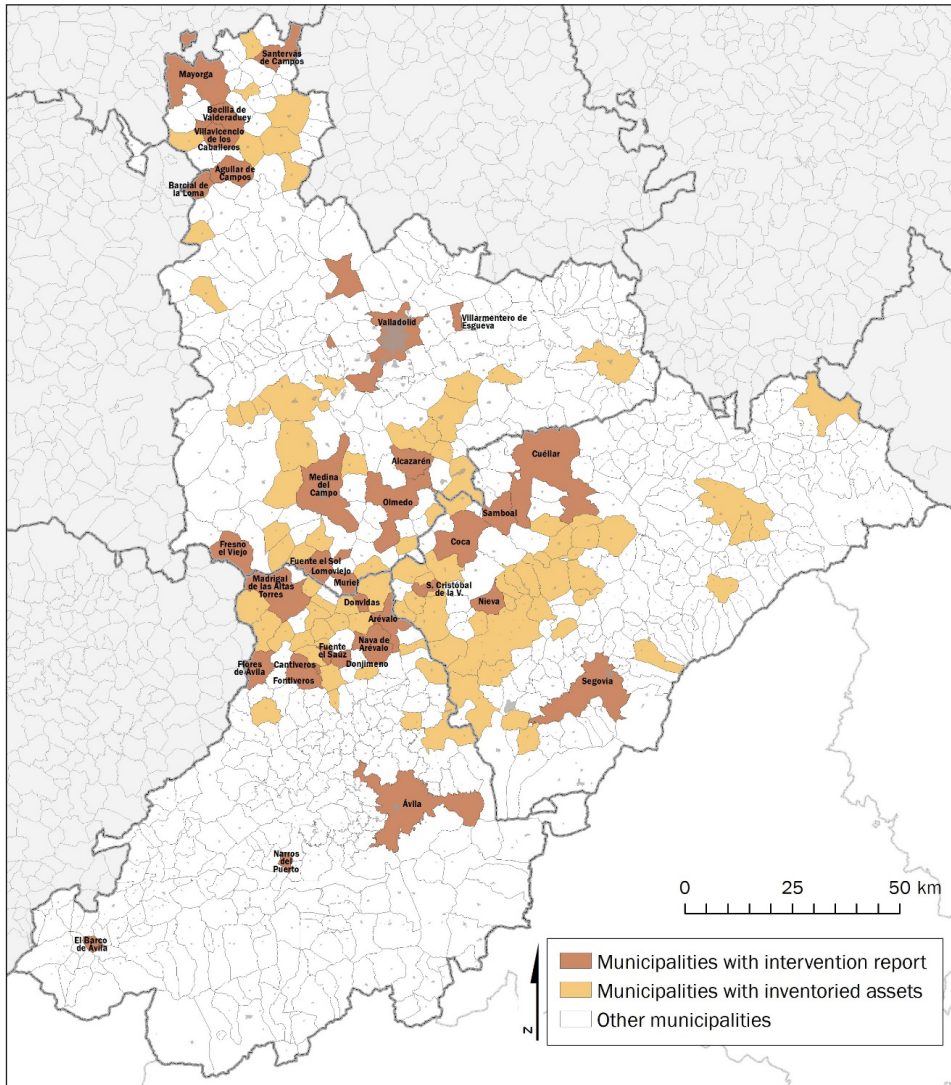 Santervás
de Campos
Mayorga
Becilla de
Valderaduey
Villavicencio
de los
Caballeros
Aguilar de
Campos
Barcial de
la Loma
Valladolid
Villarmentero de
Esgueva
Cuéllar
Alcazarén
Medina
del
Campo
Olmedo
Samboal
Coca
Fresno
el Viejo
Fuente el Sol
Lomoviejo
Madrigal
de las Altas
Torres
Muriel
S. Cristóbal
de la V.
Donvidas
Nieva
Arévalo
Nava de
Arévalo
Fuente
el Saúz
Flores
de Ávila
Cantiveros
Donjimeno
Fontiveros
Segovia
Ávila
Narros
del
Puerto
El Barco
de Ávila
0 25 50 km
N
Municipalities with intervention report
Municipalities with inventoried assets
Other municipalities